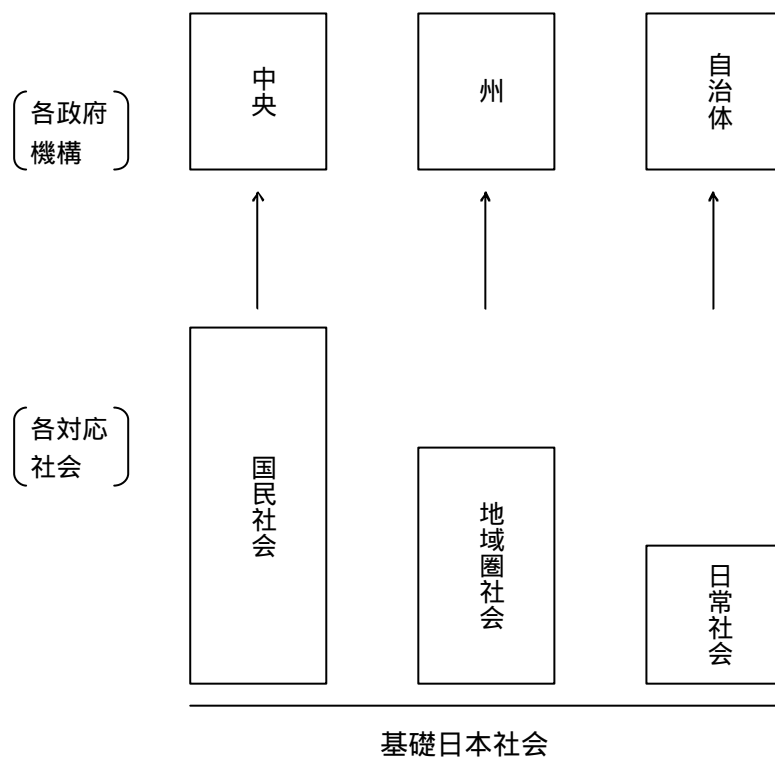 各政府
機構
中央
州
自治体
各対応
社会
国民社会
地域圏社会
日常社会
基礎日本社会